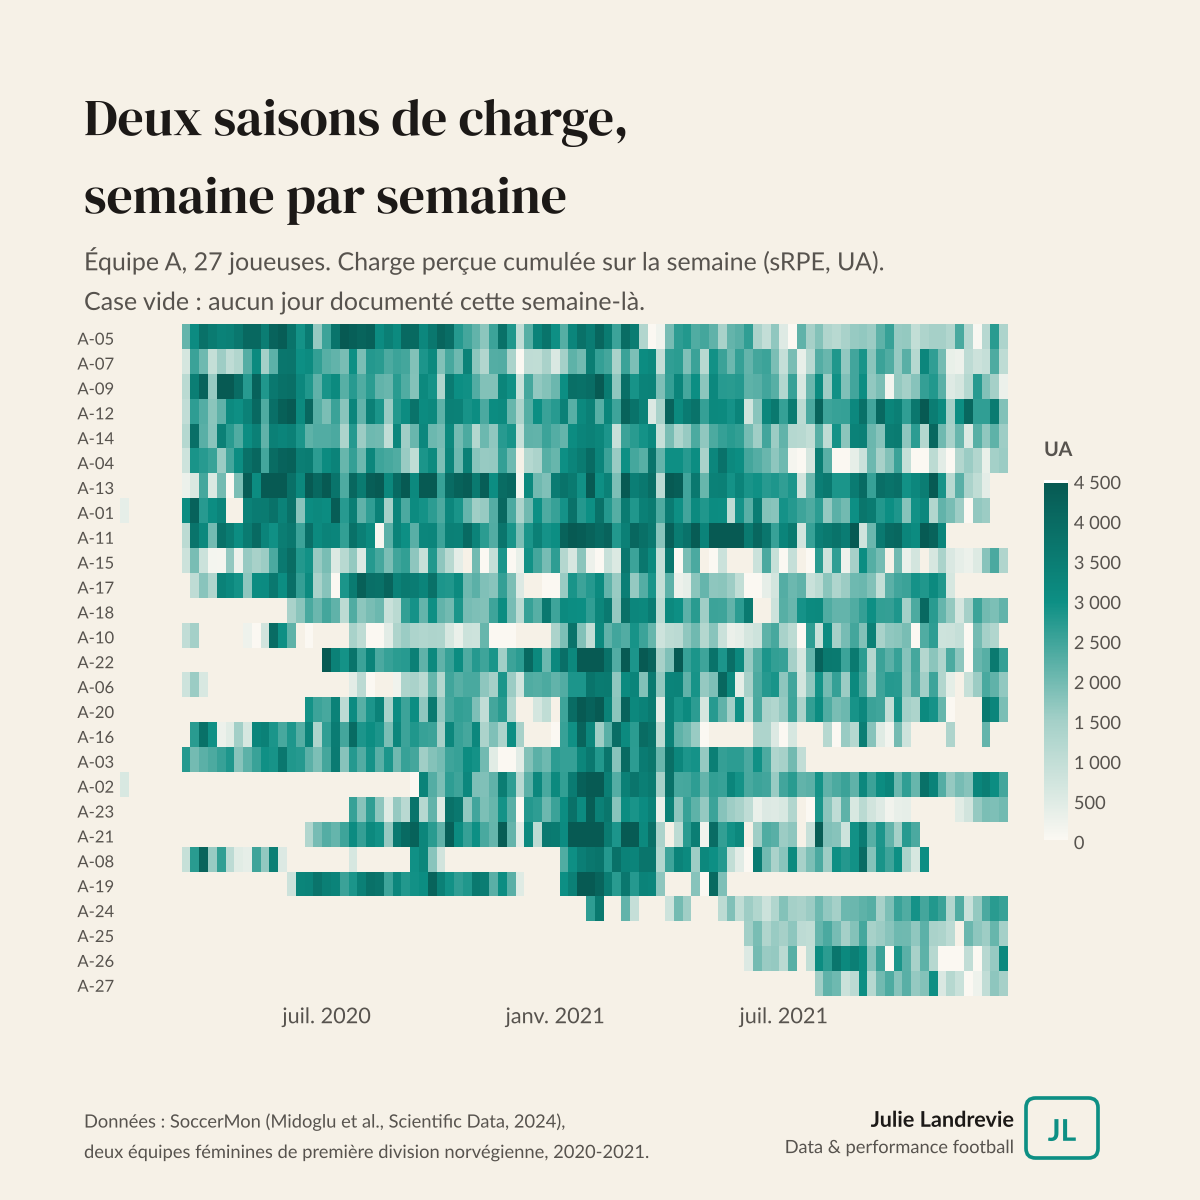 Deux saisons de charge,
semaine par semaine
Équipe A, 27 joueuses. Charge perçue cumulée sur la semaine (sRPE, UA).
Case vide : aucun jour documenté cette semaine-là.
A-05
A-07
A-09
A-12
A-14
A-04
A-13
A-01
A-11
A-15
A-17
A-18
A-10
A-22
A-06
A-20
A-16
A-03
A-02
A-23
A-21
A-08
A-19
A-24
A-25
A-26
A-27
juil. 2020
janv. 2021
juil. 2021
UA
4 500
4 000
3 500
3 000
2 500
2 000
1 500
1 000
500
0
Données : SoccerMon (Midoglu et al., Scientific Data, 2024),
deux équipes féminines de première division norvégienne, 2020-2021.
Julie Landrevie
Data & performance football
JL